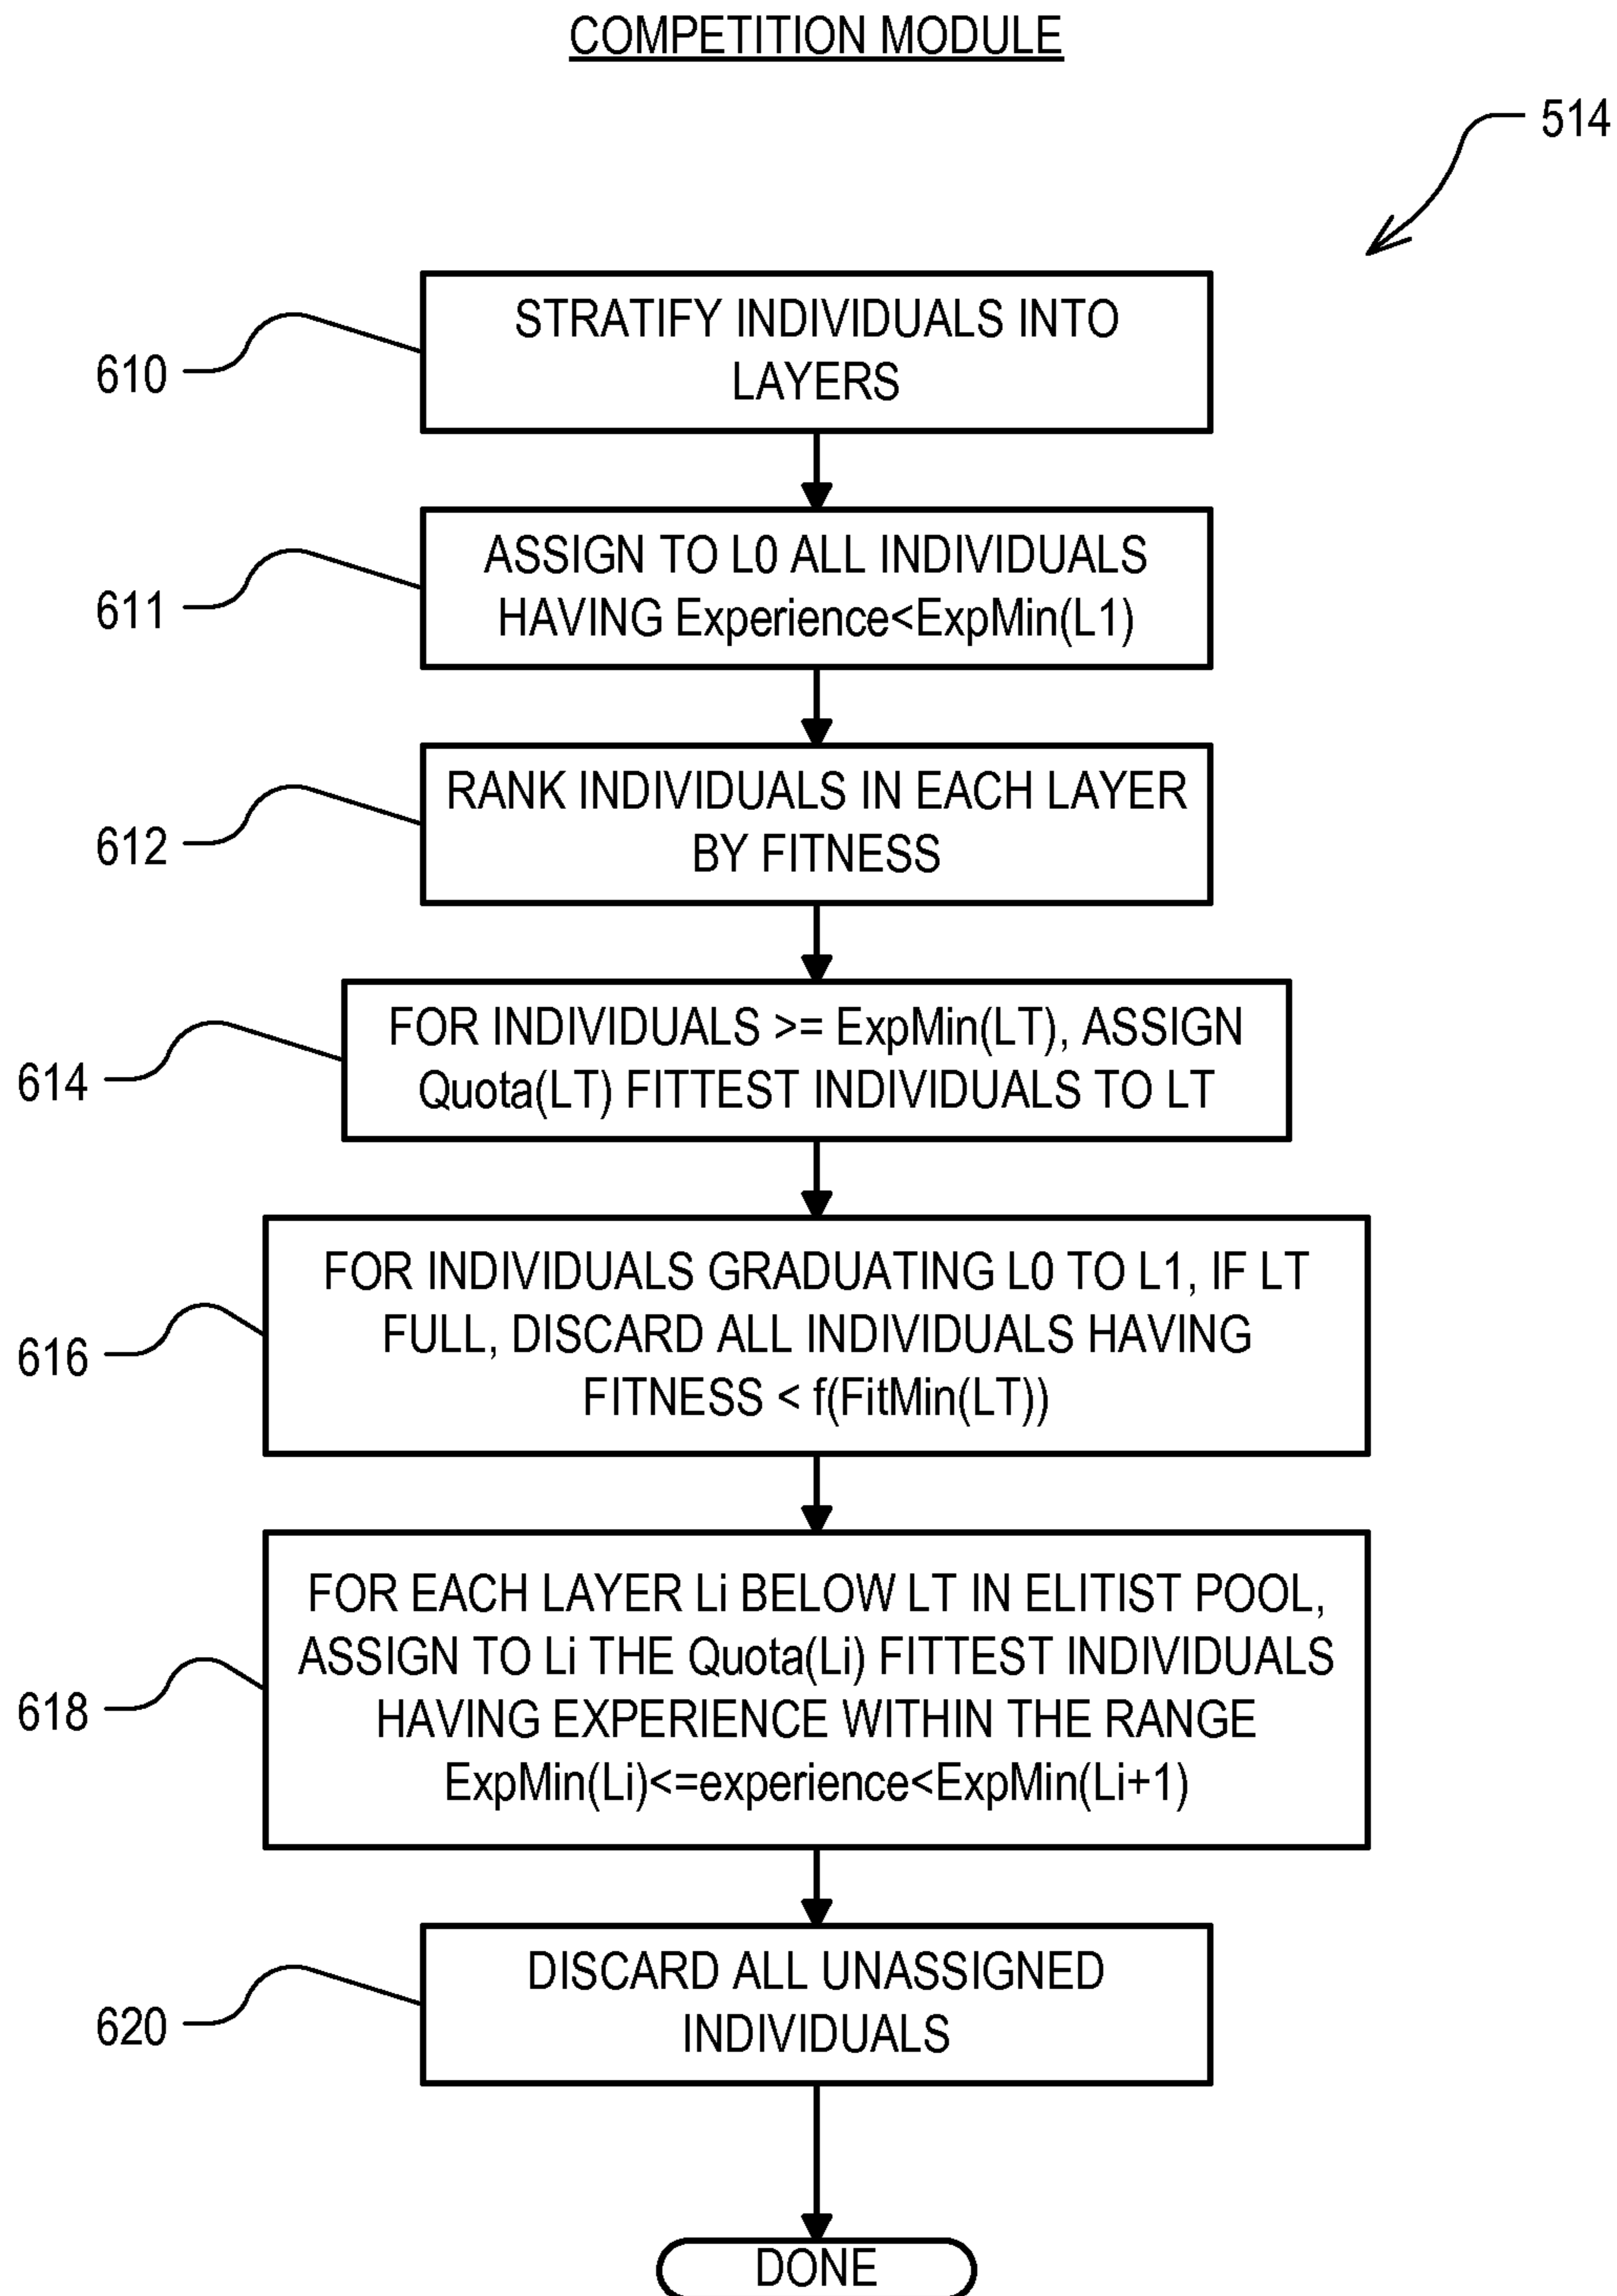 COMPETITION MODULE
514
STRATIFY INDIVIDUALS INTO
LAYERS
610
ASSIGN TO L0 ALL INDIVIDUALS
HAVING Experience<ExpMin(L1)
611
RANK INDIVIDUALS IN EACH LAYER
BY FITNESS
612
FOR INDIVIDUALS >= ExpMin(LT), ASSIGN
Quota(LT) FITTEST INDIVIDUALS TO LT
614
FOR INDIVIDUALS GRADUATING L0 TO L1, IF LT
FULL, DISCARD ALL INDIVIDUALS HAVING
FITNESS < f(FitMin(LT))
616
FOR EACH LAYER Li BELOW LT IN ELITIST POOL,
ASSIGN TO Li THE Quota(Li) FITTEST INDIVIDUALS
HAVING EXPERIENCE WITHIN THE RANGE
ExpMin(Li)<=experience<ExpMin(Li+1)
618
DISCARD ALL UNASSIGNED
INDIVIDUALS
620
DONE